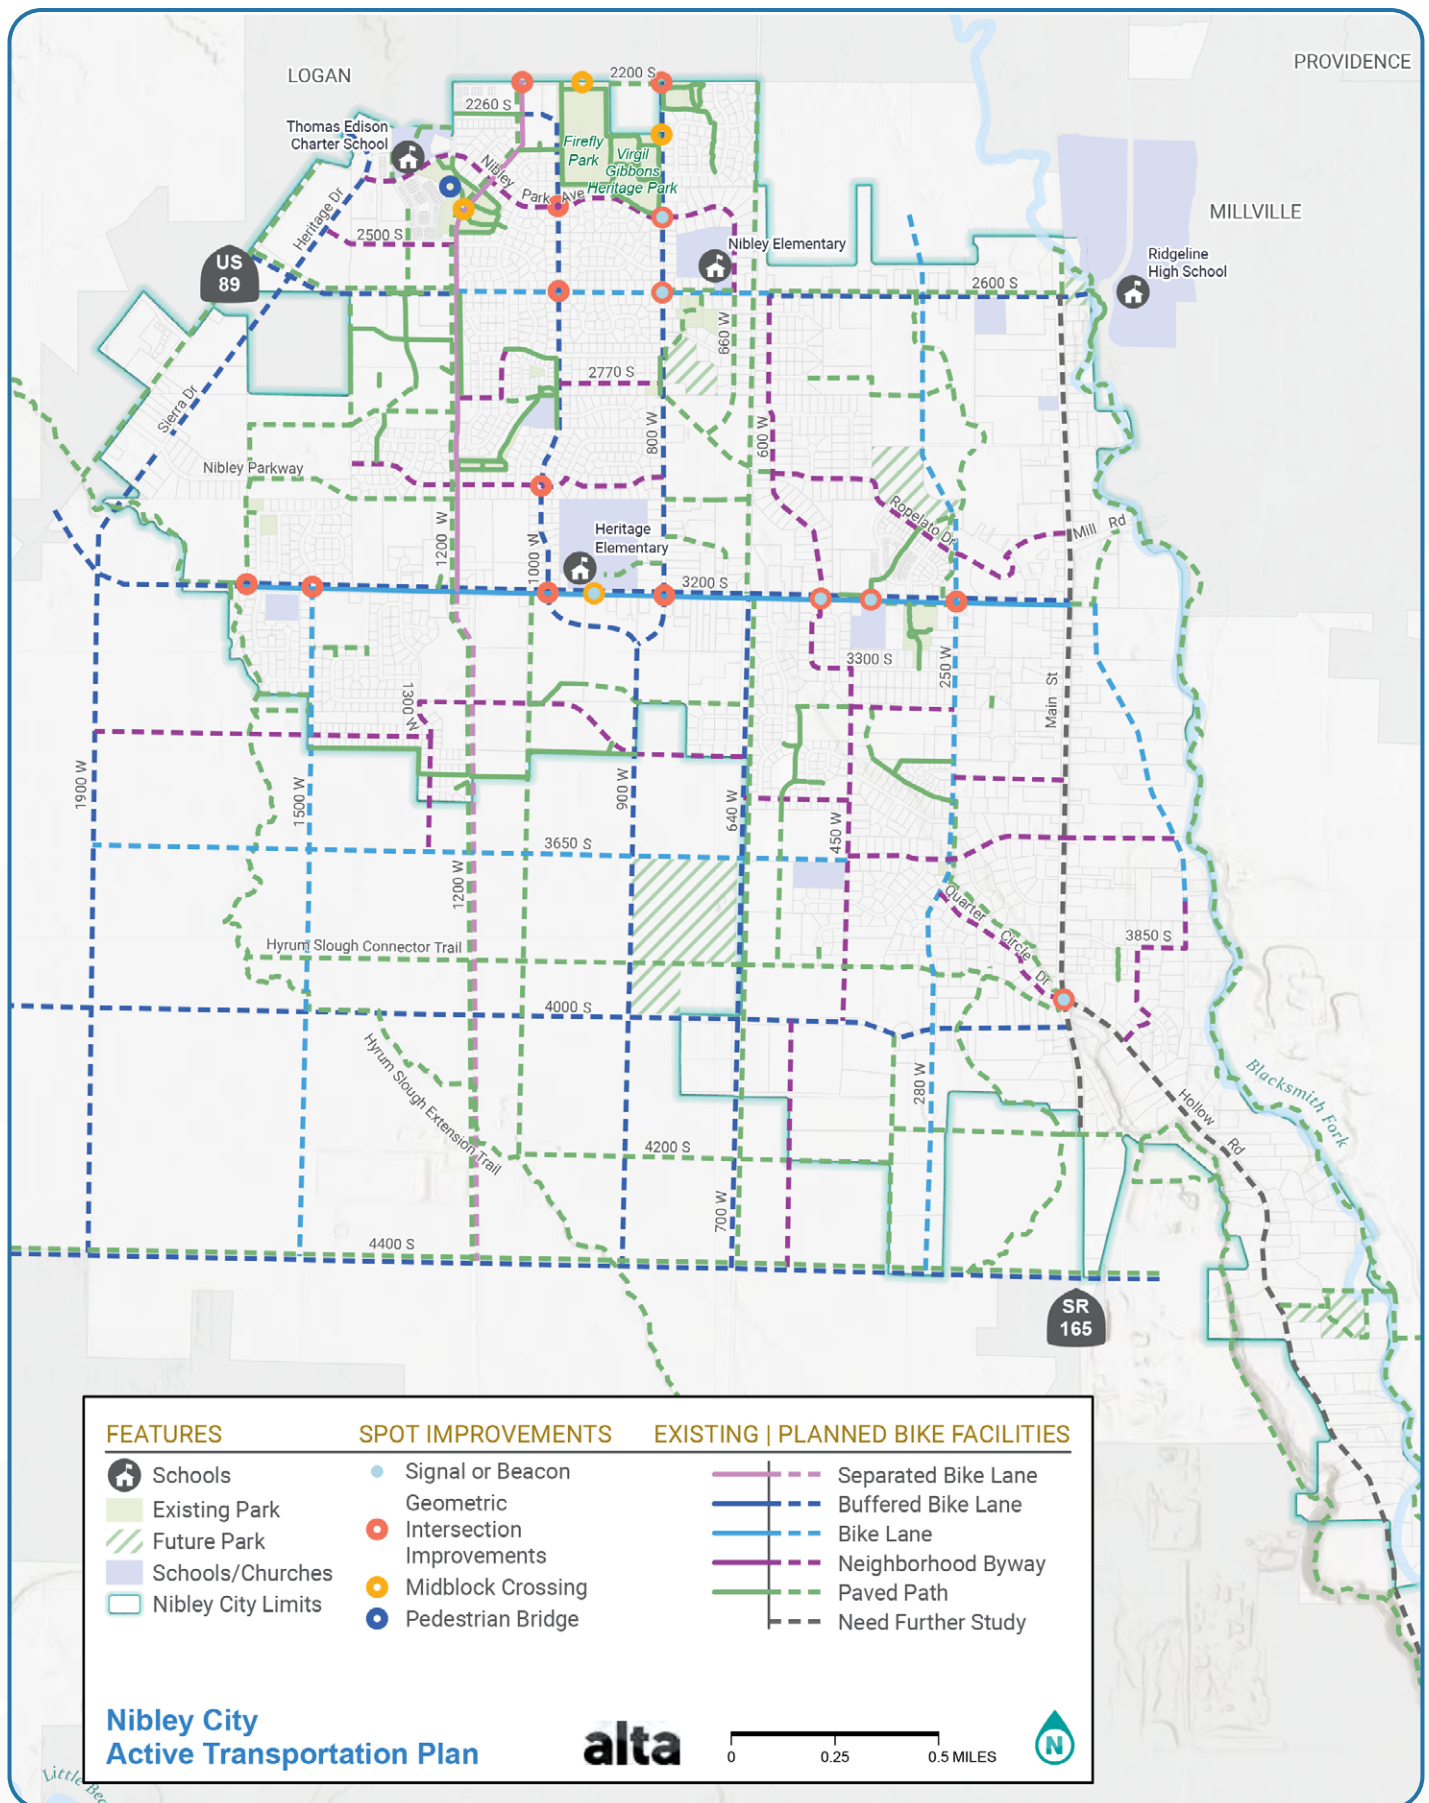 LOGAN
PROVIDENCE
2200 S
2260 S
Thomas Edison
Charter School
Firefly
Park
Virgil
Gibbons
Heritage Park
Nibley Park Ave
MILLVILLE
Heritage Dr
2500 S
Nibley Elementary
Ridgeline
High School
US
89
2600 S
660 W
2770 S
Sierra Dr
800 W
600 W
Nibley Parkway
Ropelato Dr
Mill Rd
1200 W
1000 W
Heritage
Elementary
3200 S
3300 S
250 W
1300 W
Main St
1900 W
1500 W
900 W
640 W
450 W
3650 S
1200 W
Quarter Circle Dr
3850 S
Hyrum Slough Connector Trail
4000 S
Hyrum Slough Extension Trail
280 W
Blacksmith Fork
Hollow Rd
4200 S
700 W
4400 S
SR
165
FEATURES
Schools
Existing Park
Future Park
Schools/Churches
Nibley City Limits
SPOT IMPROVEMENTS
Signal or Beacon
Geometric
Intersection
Improvements
Midblock Crossing
Pedestrian Bridge
EXISTING | PLANNED BIKE FACILITIES
Separated Bike Lane
Buffered Bike Lane
Bike Lane
Neighborhood Byway
Paved Path
Need Further Study
Nibley City
Active Transportation Plan
alta
0 0.25 0.5 MILES
N
Little